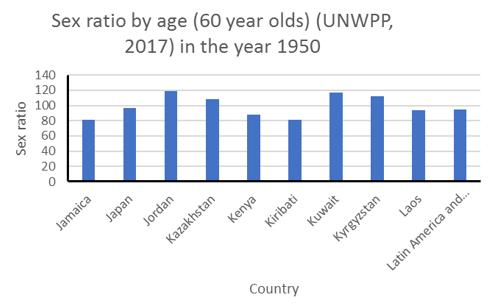 Sex ratio by age (60 year olds) (UNWPP,
2017) in the year 1950
Sex ratio
140
120
100
80
60
40
20
0
Jamaica
Japan
Jordan
Kazakhstan
Kenya
Kiribati
Kuwait
Kyrgyzstan
Laos
Latin America and...
Country